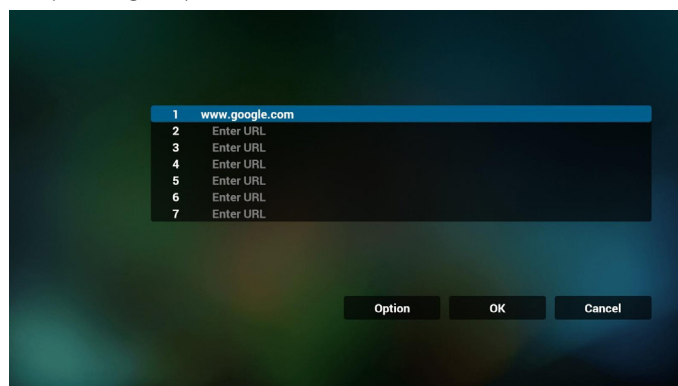 1 www.google.com
2 Enter URL
3 Enter URL
4 Enter URL
5 Enter URL
6 Enter URL
7 Enter URL
Option OK Cancel